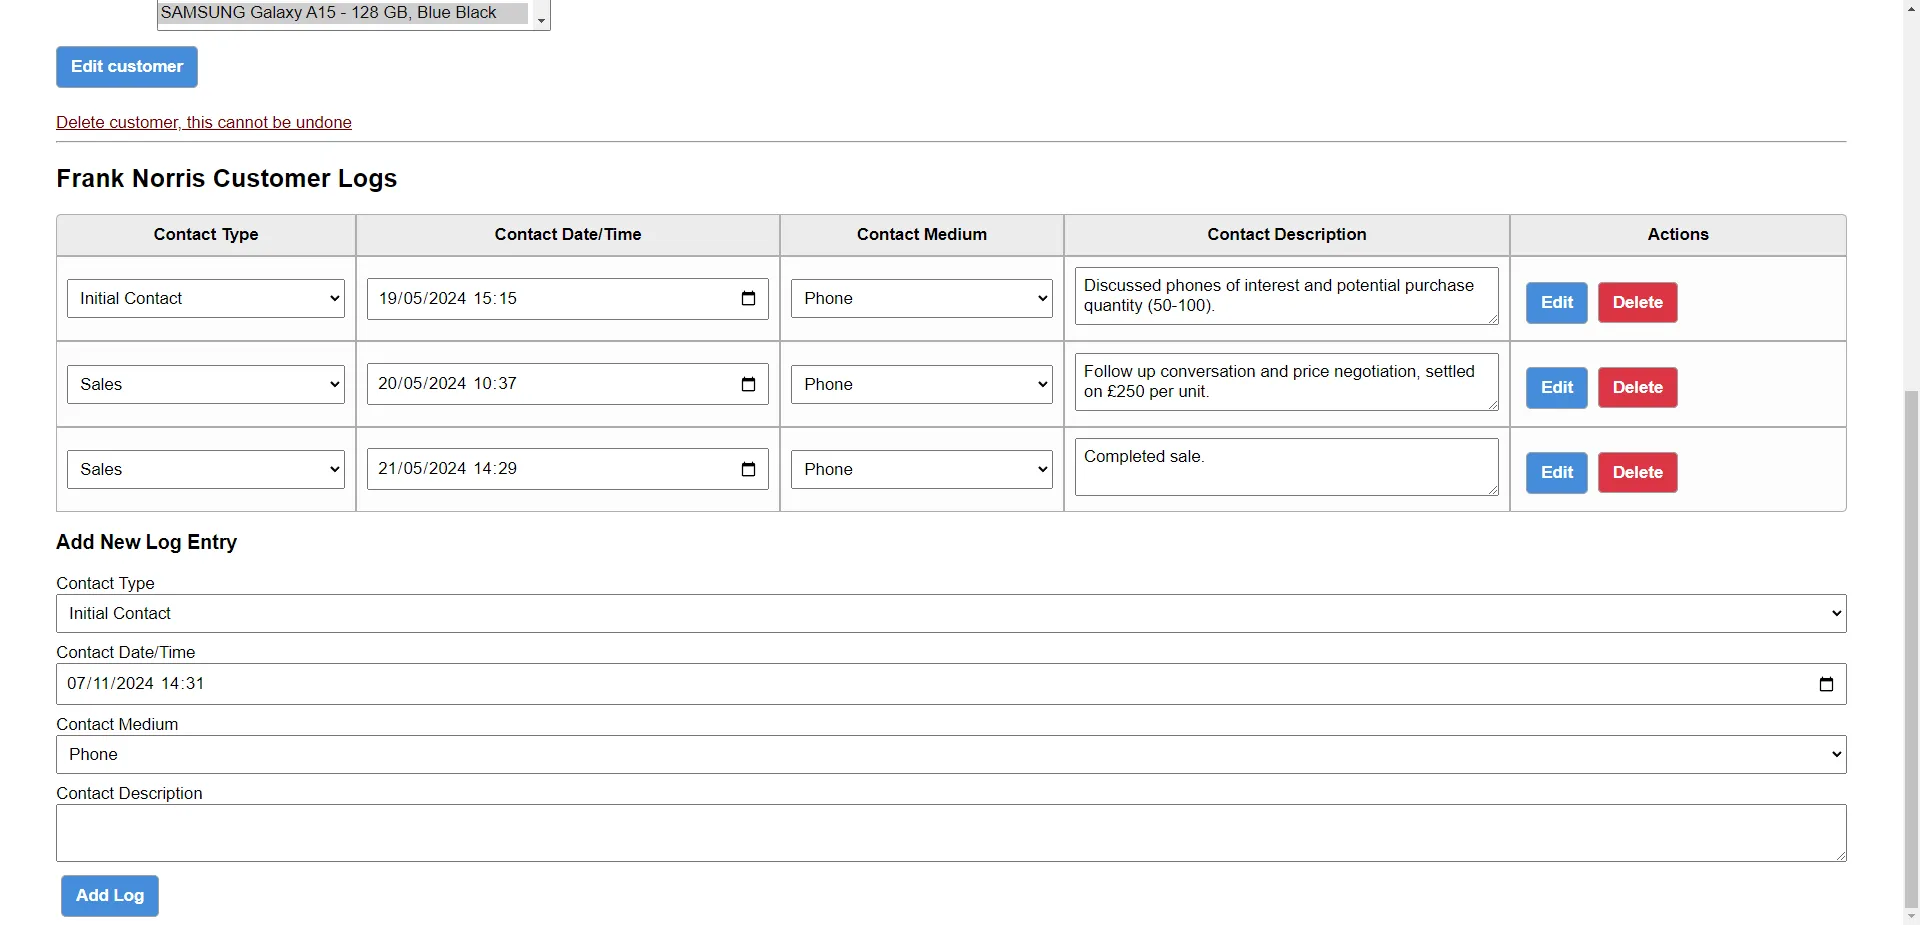 SAMSUNG Galaxy A15 - 128 GB, Blue Black
Edit customer
Delete customer, this cannot be undone
Frank Norris Customer Logs
Contact Type Contact Date/Time Contact Medium Contact Description Actions
Initial Contact 19/05/2024 15:15 Phone Discussed phones of interest and potential purchase
quantity (50-100). Edit Delete
Sales 20/05/2024 10:37 Phone Follow up conversation and price negotiation, settled
on £250 per unit. Edit Delete
Sales 21/05/2024 14:29 Phone Completed sale. Edit Delete
Add New Log Entry
Contact Type
Initial Contact
Contact Date/Time
07/11/2024 14:31
Contact Medium
Phone
Contact Description
Add Log